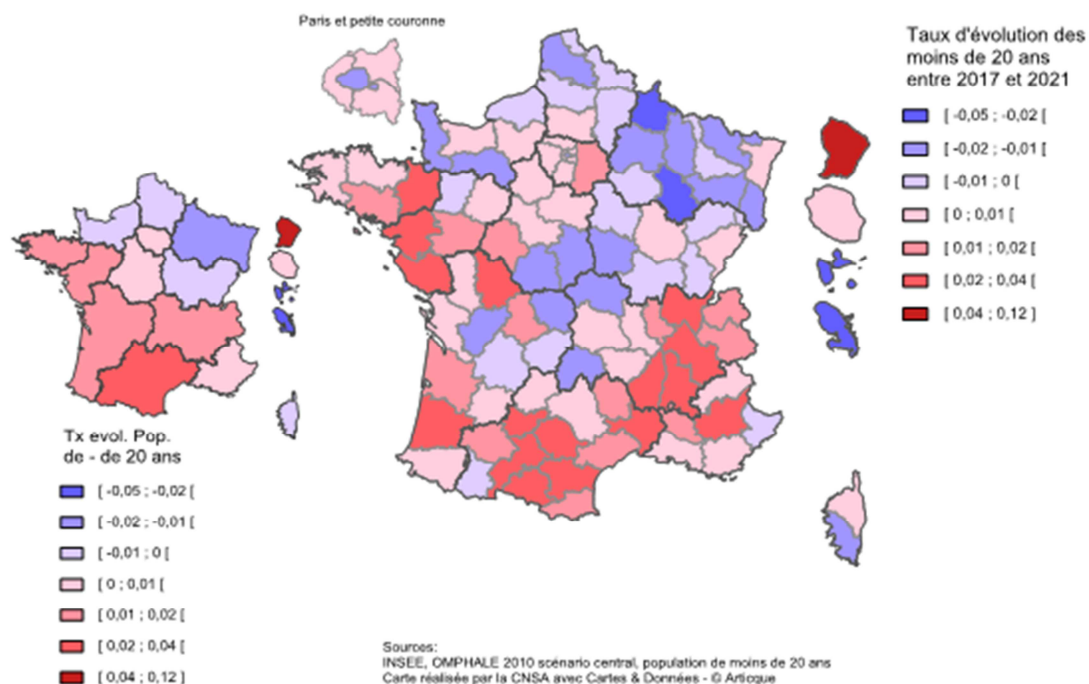 Paris et petite couronne
Taux d'évolution des
moins de 20 ans
entre 2017 et 2021
[ -0,05 ; -0,02 [
[ -0,02 ; -0,01 [
[ -0,01 ; 0 [
[ 0 ; 0,01 [
[ 0,01 ; 0,02 [
[ 0,02 ; 0,04 [
[ 0,04 ; 0,12 ]
Tx evol. Pop.
de - de 20 ans
[ -0,05 ; -0,02 [
[ -0,02 ; -0,01 [
[ -0,01 ; 0 [
[ 0 ; 0,01 [
[ 0,01 ; 0,02 [
[ 0,02 ; 0,04 [
[ 0,04 ; 0,12 ]
Sources:
INSEE, OMPHALE 2010 scénario central, population de moins de 20 ans
Carte réalisée par la CNSA avec Cartes & Données - © Articque